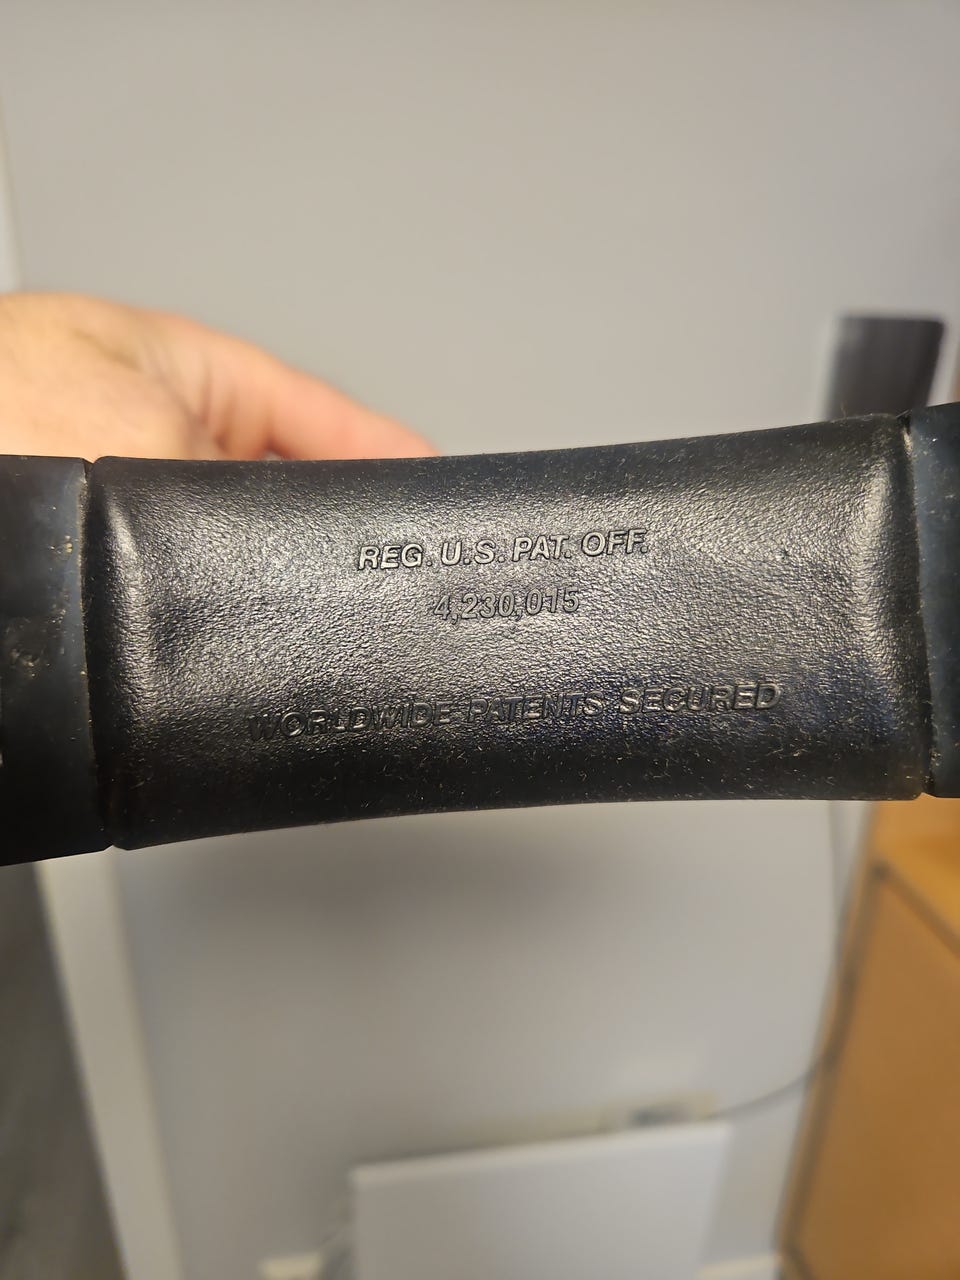 REG. U.S. PAT. OFF.
4,230,015
WORLDWIDE PATENTS SECURED